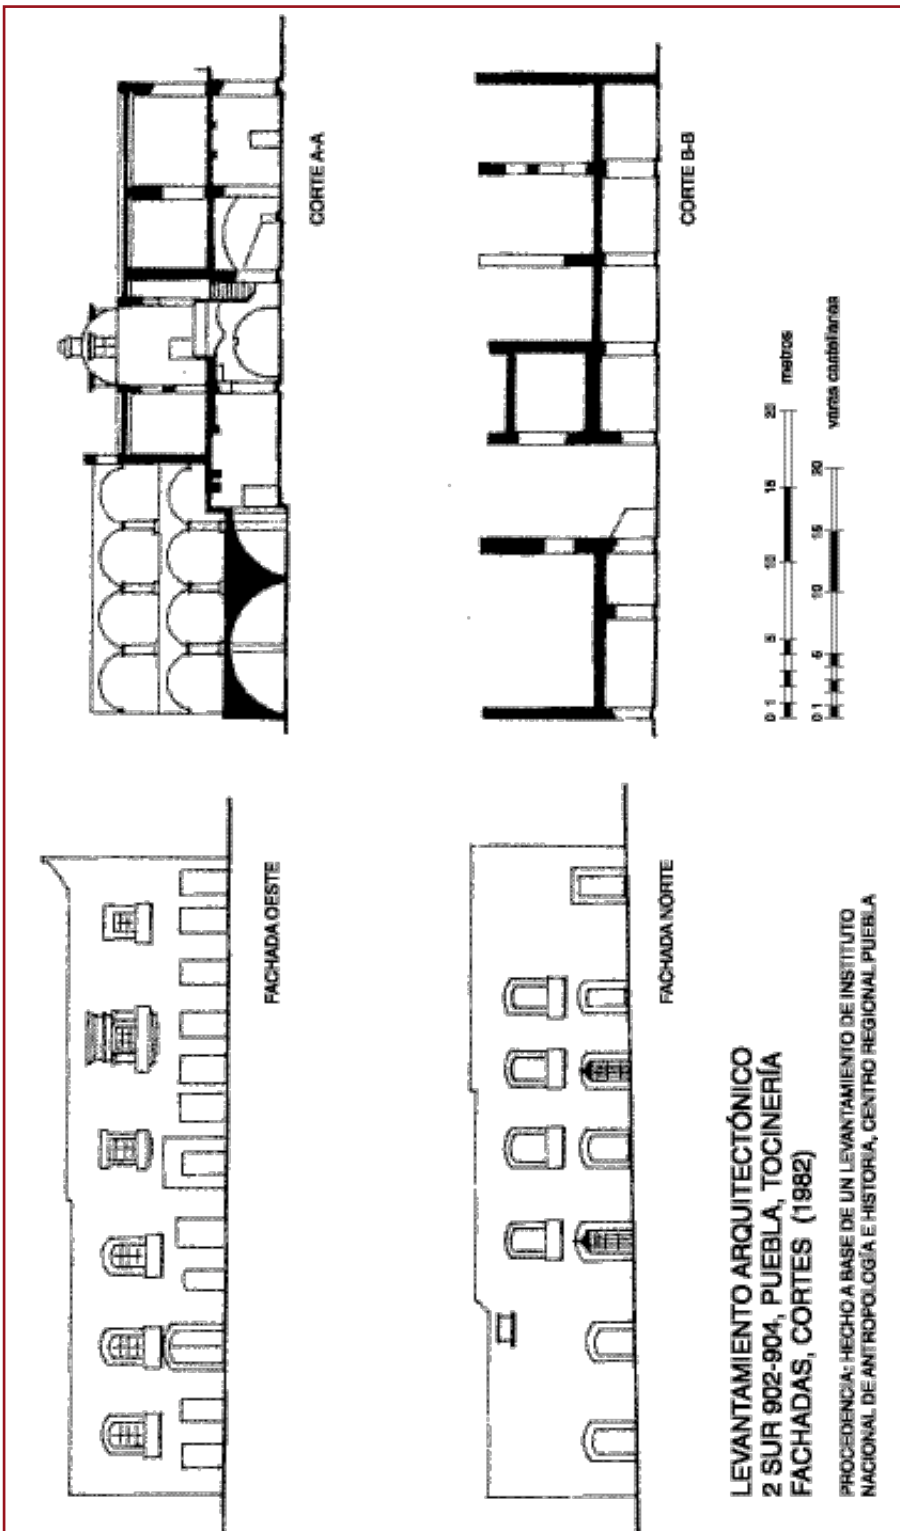 FACHADA OESTE
CORTE A-A
FACHADA NORTE
CORTE B-B
LEVANTAMIENTO ARQUITECTÓNICO
2 SUR 902-904, PUEBLA, TOCINERÍA
FACHADAS, CORTES (1982)
PROCEDENCIA: HECHO A BASE DE UN LEVANTAMIENTO DE INSTITUTO
NACIONAL DE ANTROPOLOGÍA E HISTORIA, CENTRO REGIONAL PUEBLA
0 1 5 10 15 20 metros
0 1 5 10 15 20 varas castellanas